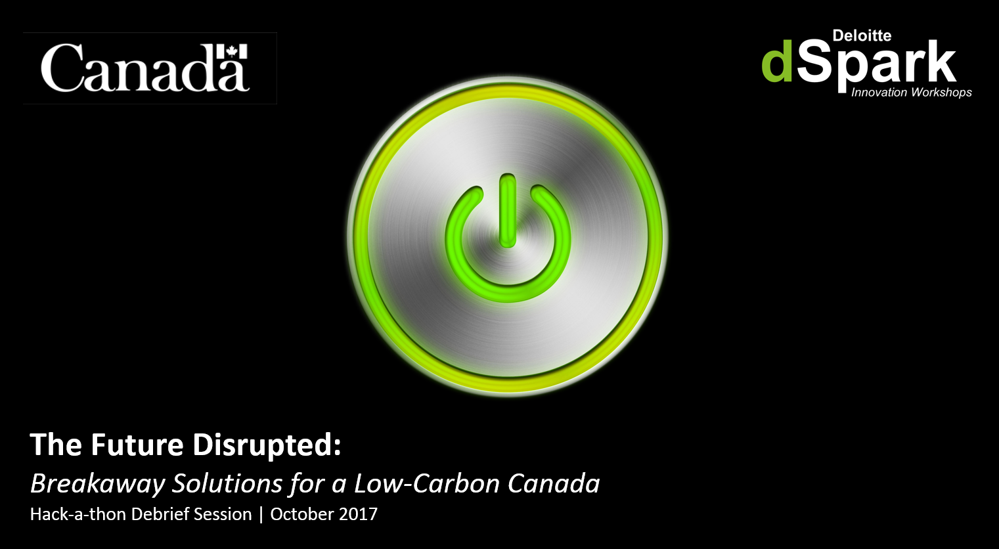 Canada
Deloitte
dSpark
Innovation Workshops
The Future Disrupted:
Breakaway Solutions for a Low-Carbon Canada
Hack-a-thon Debrief Session | October 2017